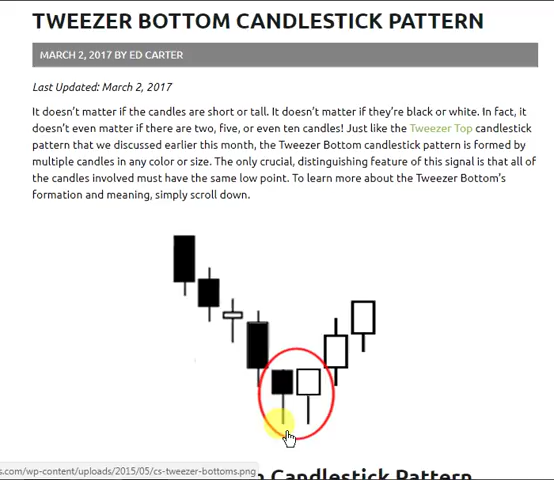 TWEEZER BOTTOM CANDLESTICK PATTERN
MARCH 2, 2017 BY ED CARTER
Last Updated: March 2, 2017
It doesn't matter if the candles are short or tall. It doesn't matter if they're black or white. In fact, it
doesn't even matter if there are two, five, or even ten candles! Just like the Tweezer Top candlestick
pattern that we discussed earlier this month, the Tweezer Bottom candlestick pattern is formed by
multiple candles in any color or size. The only crucial, distinguishing feature of this signal is that all of
the candles involved must have the same low point. To learn more about the Tweezer Bottom's
formation and meaning, simply scroll down.
s.com/wp-content/uploads/2015/05/cs-tweezer-bottoms.png
Candlestick Pattern